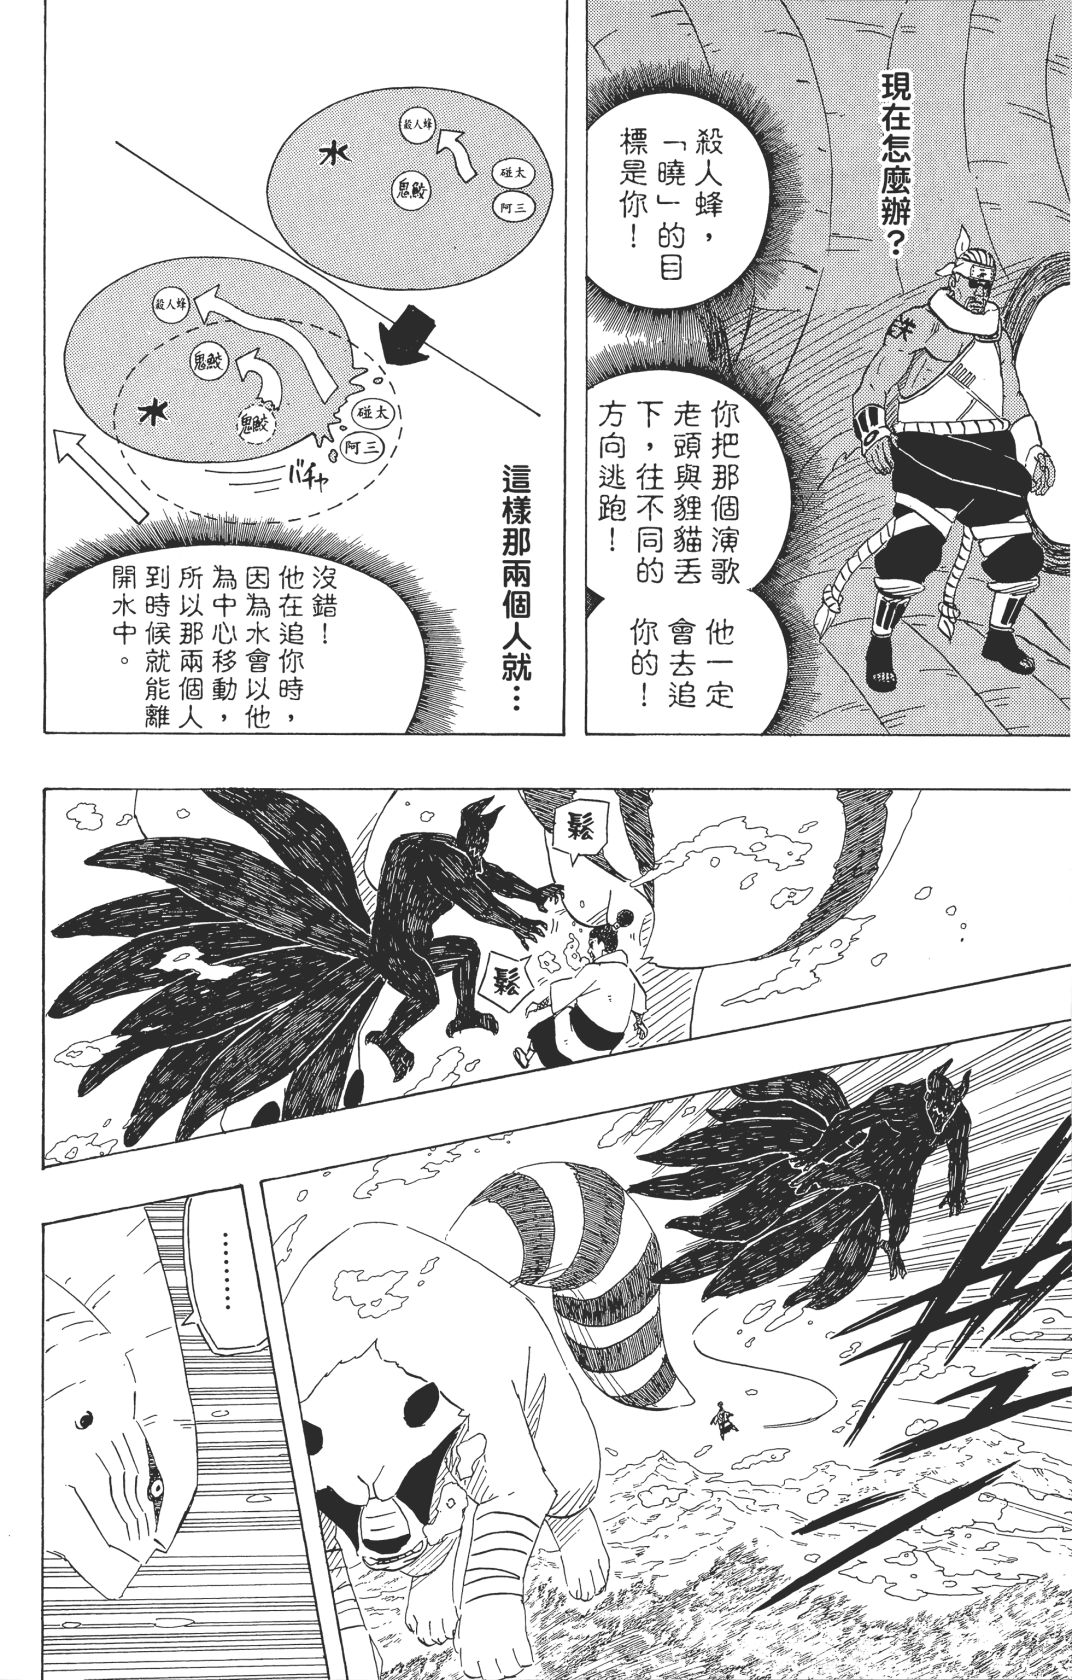 現在怎麼辦？
殺人蜂，
「曉」的目
標是你！
你把那個演歌
老頭與貍貓丟
下，往不同的
方向逃跑！
他一定
會去追
你的！
殺人蜂
水
鬼鮫
碰太
阿三
殺人蜂
鬼鮫
鬼鮫
水
碰太
阿三
バチャ
這樣那兩個人就…
沒錯！
他在追你時，
因為水會以他
為中心移動，
所以那兩個人
到時候就能離
開水中。
鬆
鬆
………